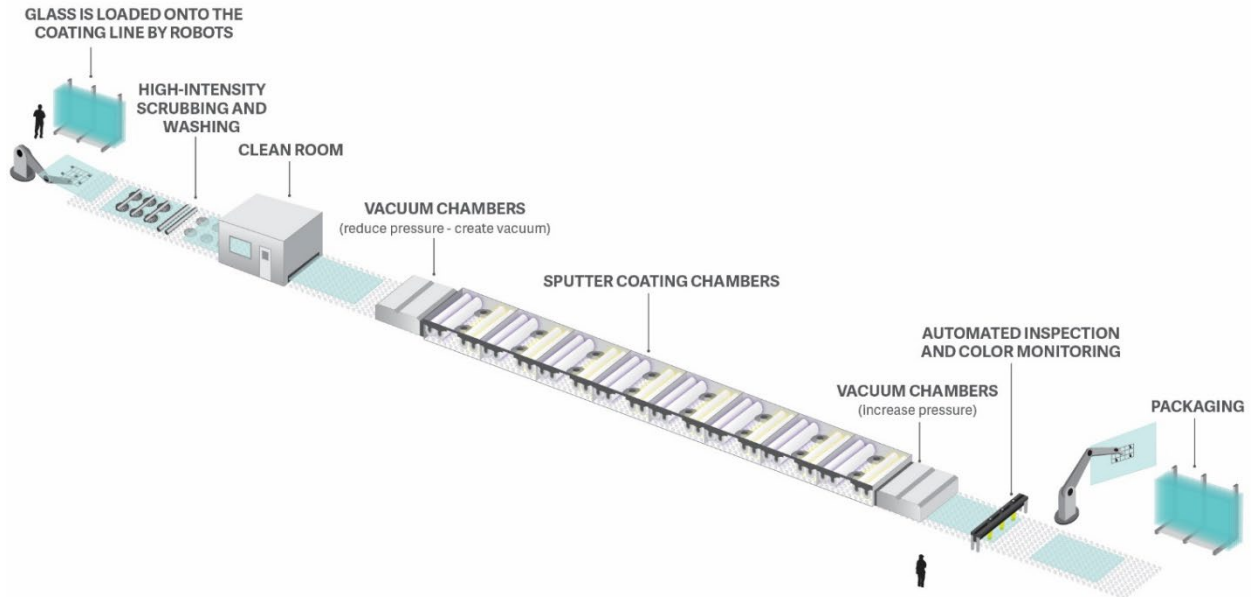 GLASS IS LOADED ONTO THE
COATING LINE BY ROBOTS
HIGH-INTENSITY
SCRUBBING AND
WASHING
CLEAN ROOM
VACUUM CHAMBERS
(reduce pressure - create vacuum)
SPUTTER COATING CHAMBERS
AUTOMATED INSPECTION
AND COLOR MONITORING
VACUUM CHAMBERS
(increase pressure)
PACKAGING